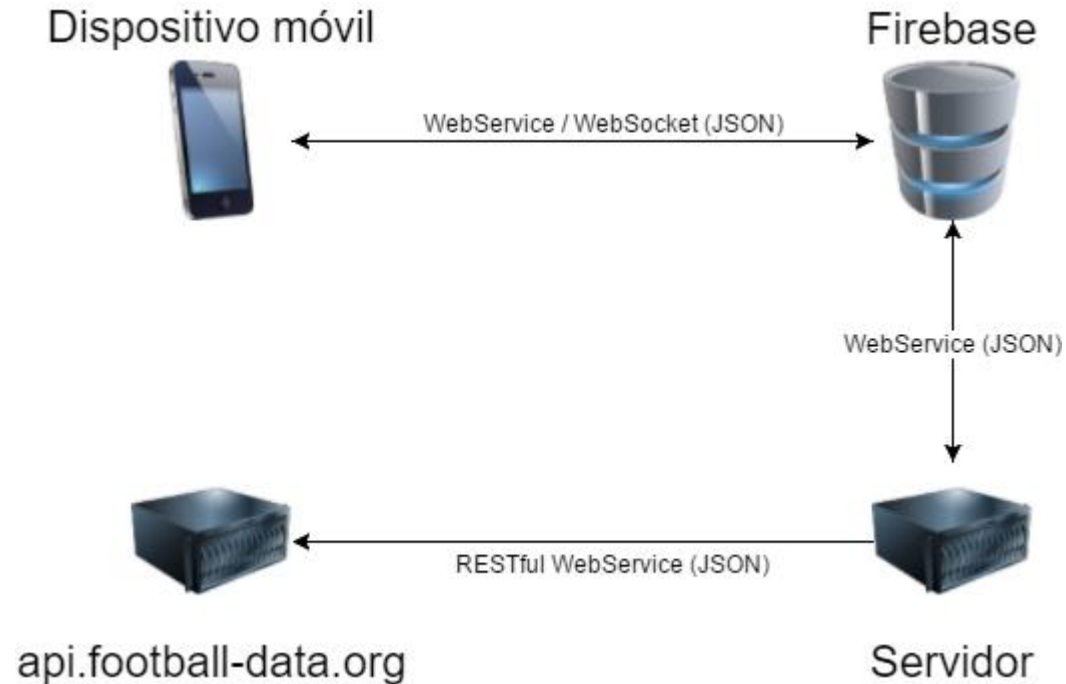 Dispositivo móvil
Firebase
WebService / WebSocket (JSON)
WebService (JSON)
RESTful WebService (JSON)
api.football-data.org
Servidor